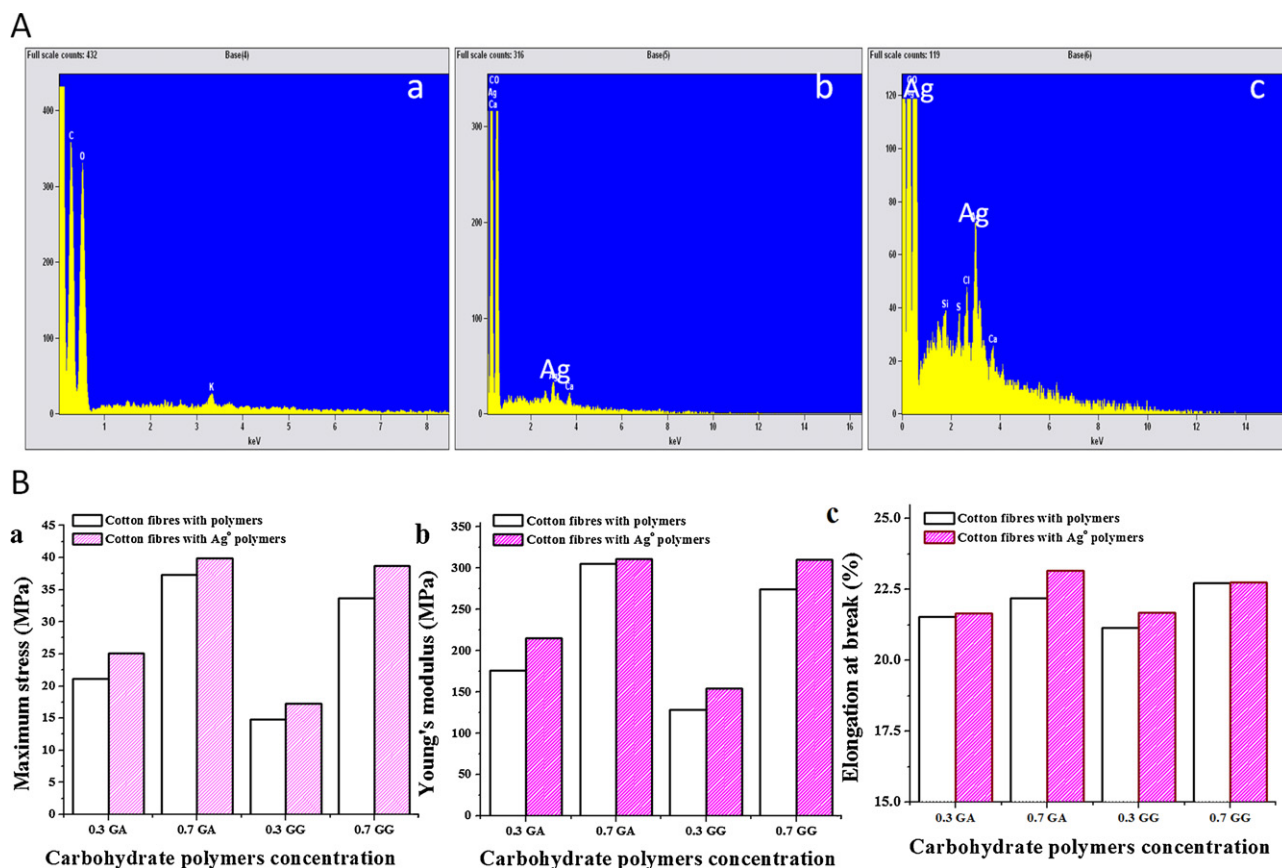 A
Full scale counts: 432
Base(4)
a
400
300
200
100
0
C
O
K
1
2
3
4
5
6
7
8
keV
Full scale counts: 316
Base(5)
b
300
200
100
0
CO
Ag
Ca
Ag
Ca
0
2
4
6
8
10
12
14
16
keV
Full scale counts: 119
Base(6)
c
120
100
80
60
40
20
0
Ag
Ag
Si
S
Cl
Ca
0
2
4
6
8
10
12
14
keV
B
a
Cotton fibres with polymers
Cotton fibres with Ag° polymers
Maximum stress (MPa)
45
40
35
30
25
20
15
10
5
0
0.3 GA
0.7 GA
0.3 GG
0.7 GG
Carbohydrate polymers concentration
b
Cotton fibres with polymers
Cotton fibres with Ag° polymers
Young's modulus (MPa)
350
300
250
200
150
100
50
0
0.3 GA
0.7 GA
0.3 GG
0.7 GG
Carbohydrate polymers concentration
c
Cotton fibres with polymers
Cotton fibres with Ag° polymers
Elongation at break (%)
25.0
22.5
20.0
17.5
15.0
0.3 GA
0.7 GA
0.3 GG
0.7 GG
Carbohydrate polymers concentration